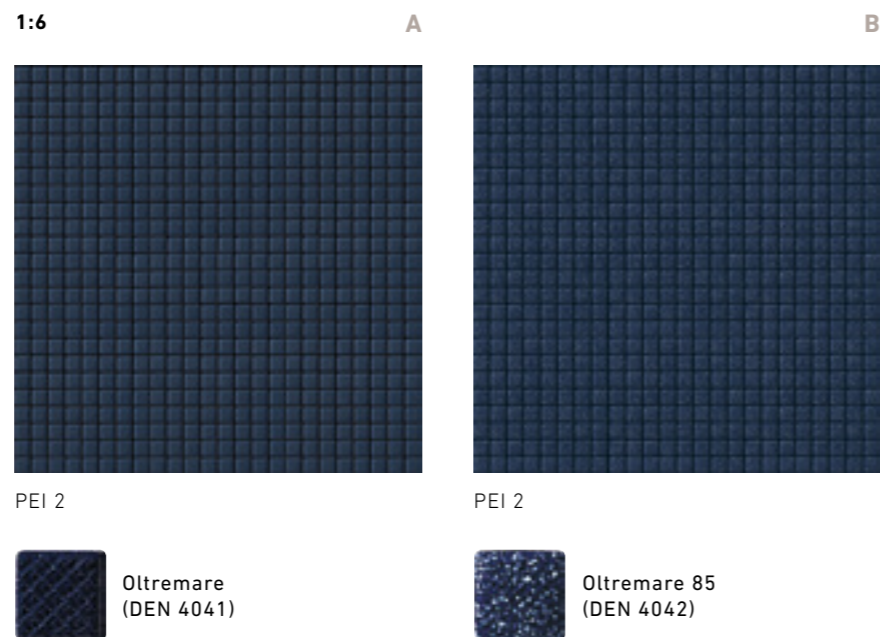 1:6
A
B
PEI 2
PEI 2
Oltremare
(DEN 4041)
Oltremare 85
(DEN 4042)